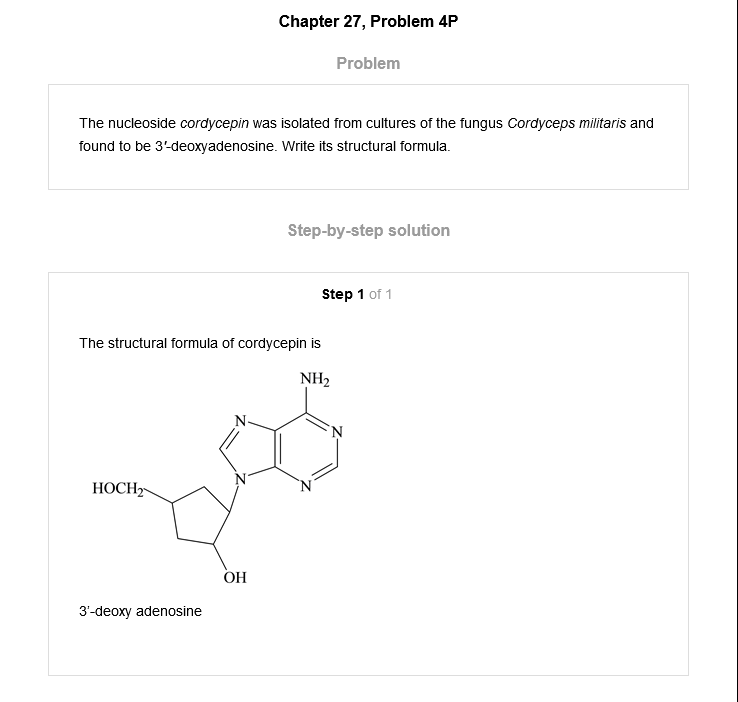 Chapter 27, Problem 4P
Problem
The nucleoside cordycepin was isolated from cultures of the fungus Cordyceps militaris and
found to be 3′-deoxyadenosine. Write its structural formula.
Step-by-step solution
Step 1 of 1
The structural formula of cordycepin is
NH₂
N
N
N
N
HOCH₂
OH
3'-deoxy adenosine